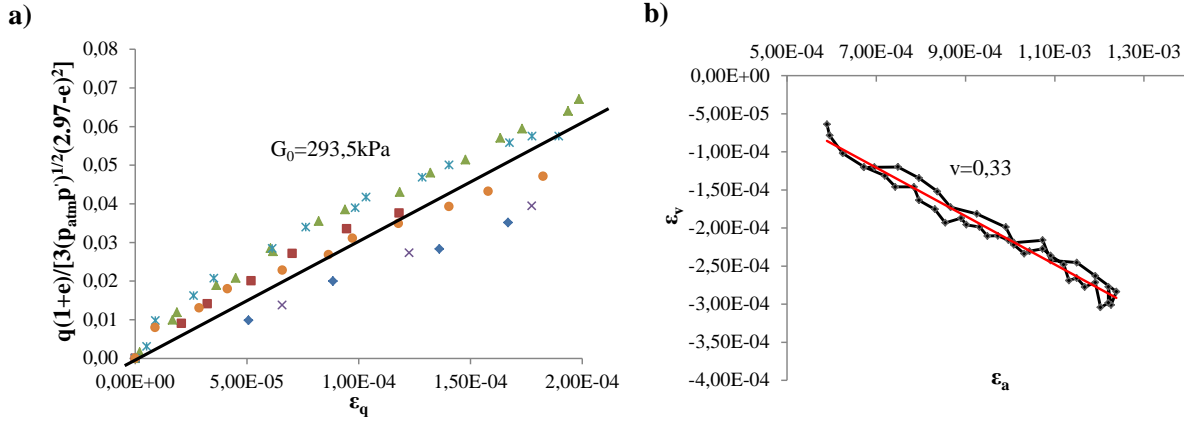 a)
q(1+e)/[3(p_atm p`)^1/2(2.97-e)^2]
0,08
0,07
0,06
0,05
0,04
0,03
0,02
0,01
0,00
G₀=293,5kPa
0,00E+00 5,00E-05 1,00E-04 1,50E-04 2,00E-04
ε_q
b)
5,00E-04 7,00E-04 9,00E-04 1,10E-03 1,30E-03
0,00E+00
-5,00E-05
-1,00E-04
-1,50E-04
-2,00E-04
-2,50E-04
-3,00E-04
-3,50E-04
-4,00E-04
ε_v
v=0,33
ε_a